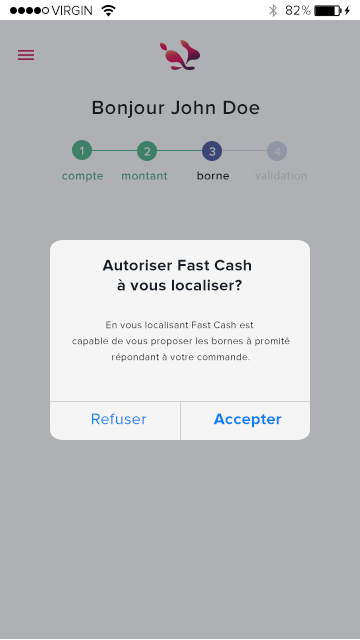 VIRGIN 82%
Bonjour John Doe
1 2 3 4
compte montant borne validation
Autoriser Fast Cash
à vous localiser?
En vous localisant Fast Cash est
capable de vous proposer les bornes à promité
répondant à votre commande.
Refuser Accepter